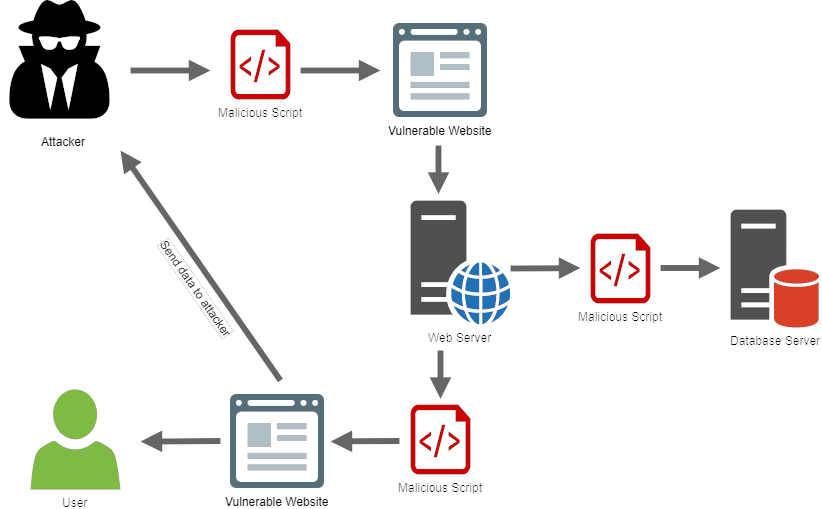 Malicious Script
Vulnerable Website
Attacker
Send data to attacker
Malicious Script
Web Server
Database Server
Malicious Script
User
Vulnerable Website